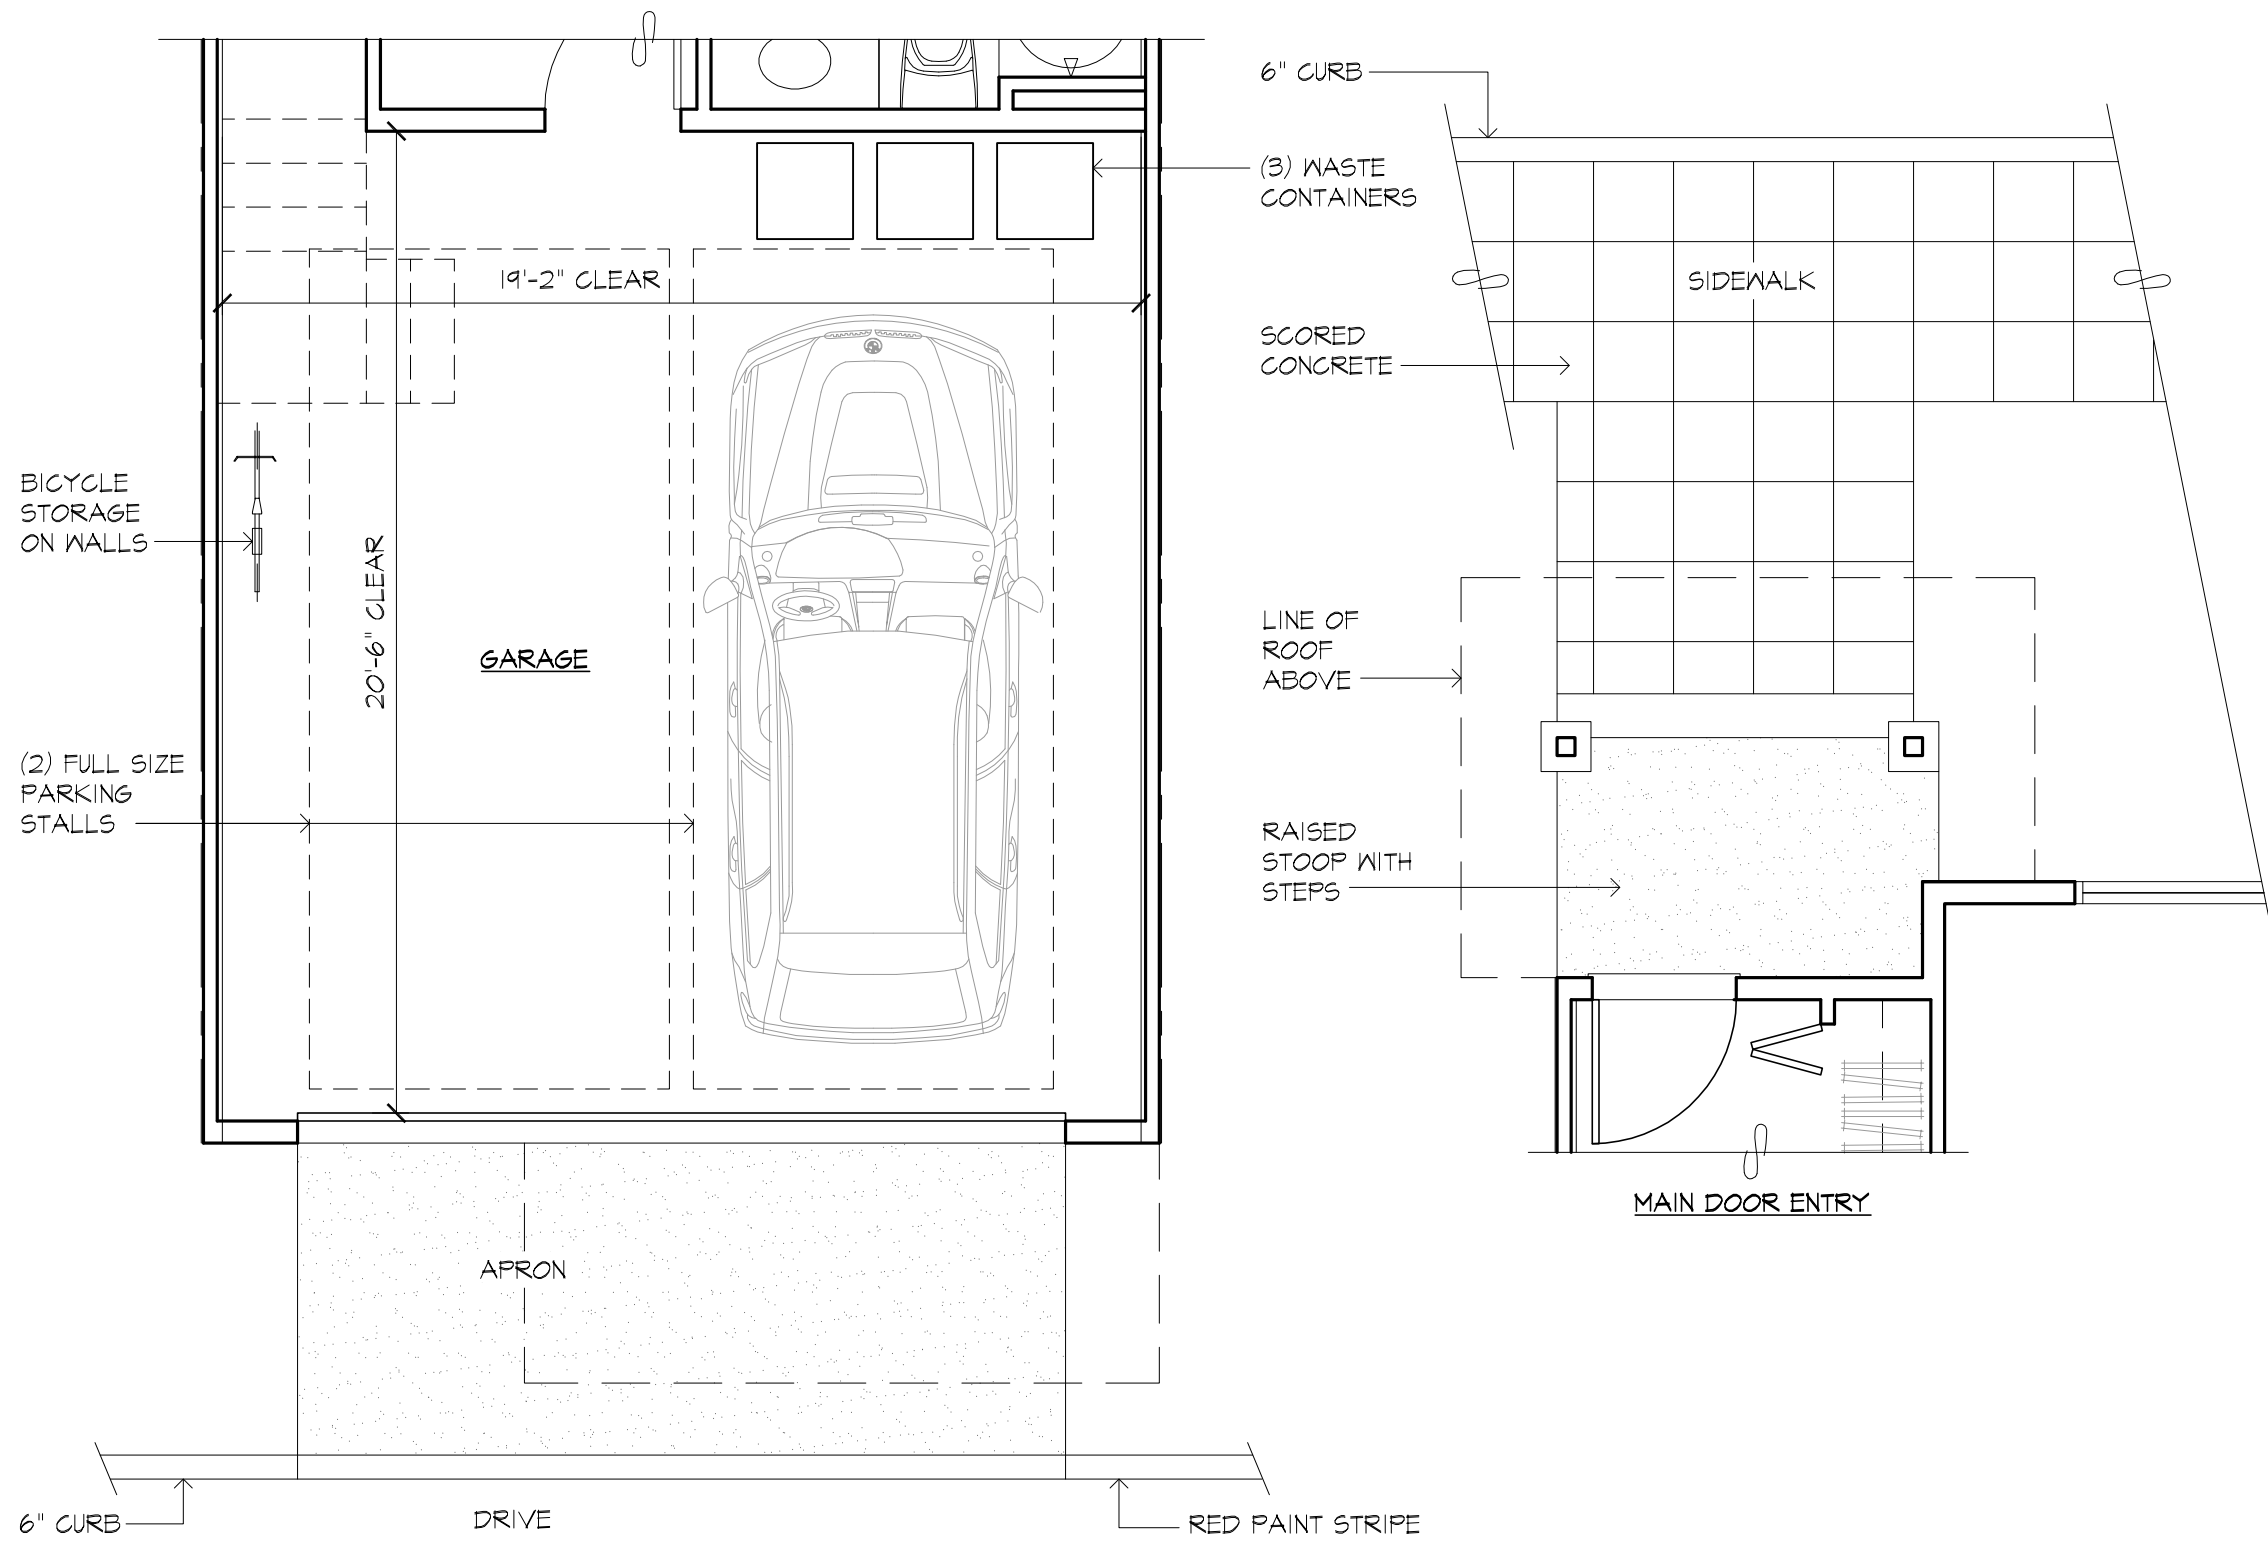 6" CURB
(3) WASTE
CONTAINERS
SIDEWALK
19'-2" CLEAR
SCORED
CONCRETE
BICYCLE
STORAGE
ON WALLS
20'-6" CLEAR
LINE OF
ROOF
ABOVE
GARAGE
(2) FULL SIZE
PARKING
STALLS
RAISED
STOOP WITH
STEPS
MAIN DOOR ENTRY
APRON
6" CURB
DRIVE
RED PAINT STRIPE